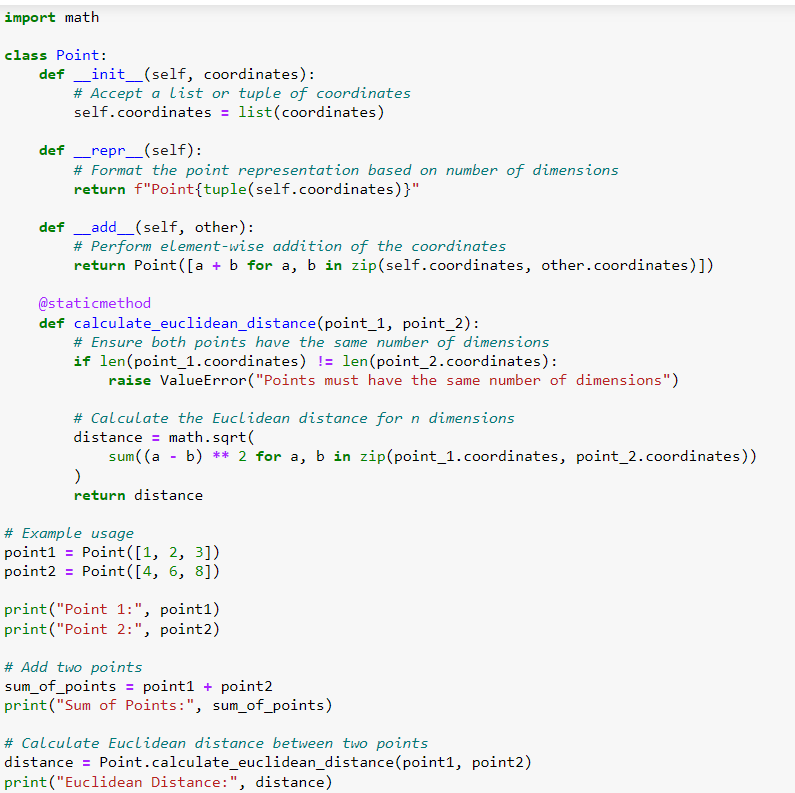 import math

class Point:
    def __init__(self, coordinates):
        # Accept a list or tuple of coordinates
        self.coordinates = list(coordinates)

    def __repr__(self):
        # Format the point representation based on number of dimensions
        return f"Point{tuple(self.coordinates)}"

    def __add__(self, other):
        # Perform element-wise addition of the coordinates
        return Point([a + b for a, b in zip(self.coordinates, other.coordinates)])

    @staticmethod
    def calculate_euclidean_distance(point_1, point_2):
        # Ensure both points have the same number of dimensions
        if len(point_1.coordinates) != len(point_2.coordinates):
            raise ValueError("Points must have the same number of dimensions")

        # Calculate the Euclidean distance for n dimensions
        distance = math.sqrt(
            sum((a - b) ** 2 for a, b in zip(point_1.coordinates, point_2.coordinates))
        )
        return distance

# Example usage
point1 = Point([1, 2, 3])
point2 = Point([4, 6, 8])

print("Point 1:", point1)
print("Point 2:", point2)

# Add two points
sum_of_points = point1 + point2
print("Sum of Points:", sum_of_points)

# Calculate Euclidean distance between two points
distance = Point.calculate_euclidean_distance(point1, point2)
print("Euclidean Distance:", distance)